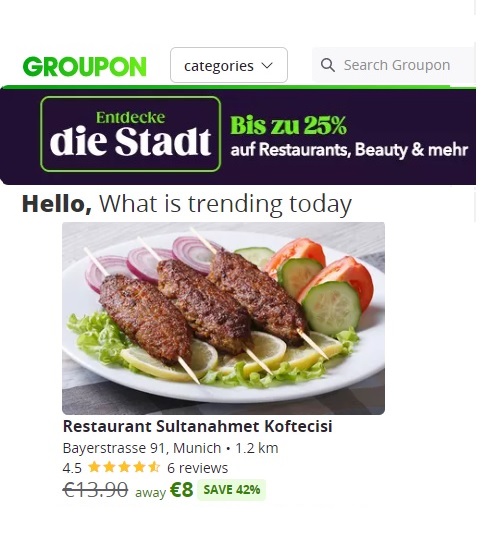 GROUPON
categories
Search Groupon
Entdecke
die Stadt
Bis zu 25%
auf Restaurants, Beauty & mehr
Hello, What is trending today
Restaurant Sultanahmet Koftecisi
Bayerstrasse 91, Munich • 1.2 km
4.5 6 reviews
€13.90 away €8 SAVE 42%